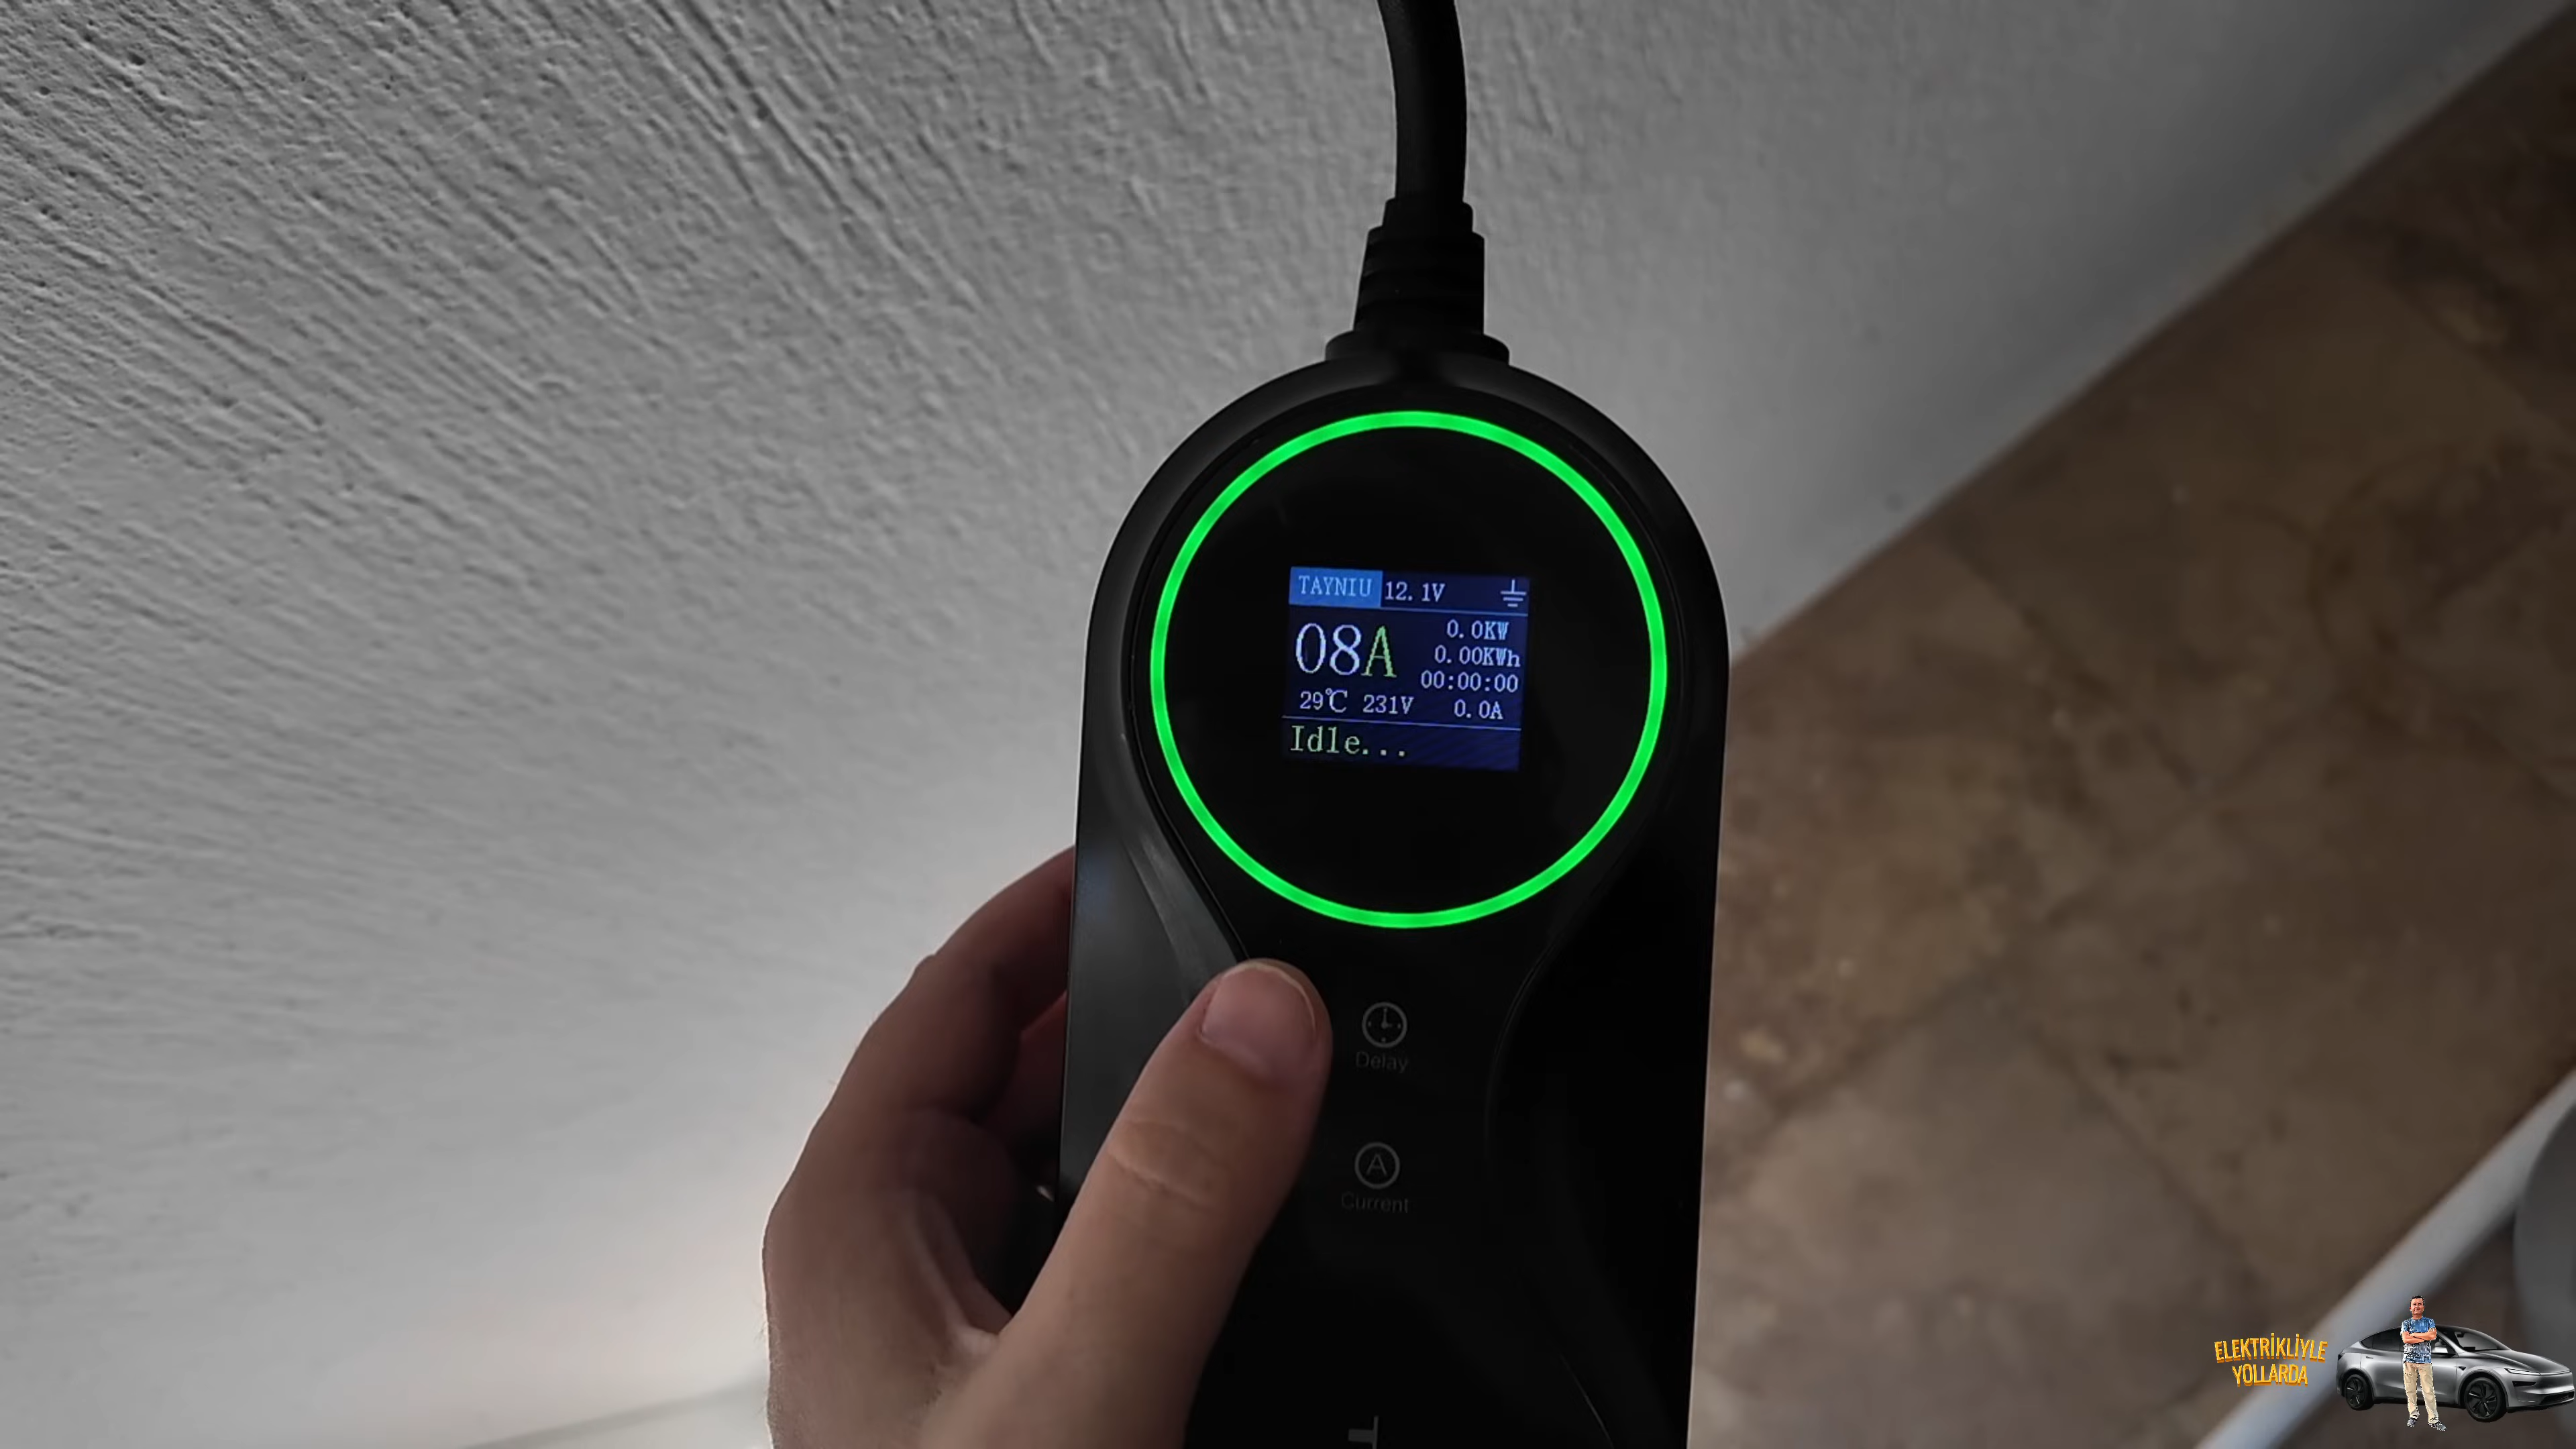 TAYNIU 12.1V
08A
0.0KW
0.00KWh
00:00:00
29℃ 231V 0.0A
Idle...
Delay
A
Current
T
ELEKTRİKLİYLE
YOLLARDA